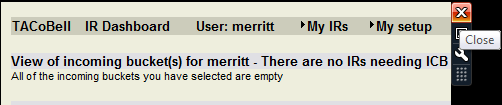 TACoBell IR Dashboard User: merritt My IRs My setup
Close
View of incoming bucket(s) for merritt - There are no IRs needing ICB
All of the incoming buckets you have selected are empty